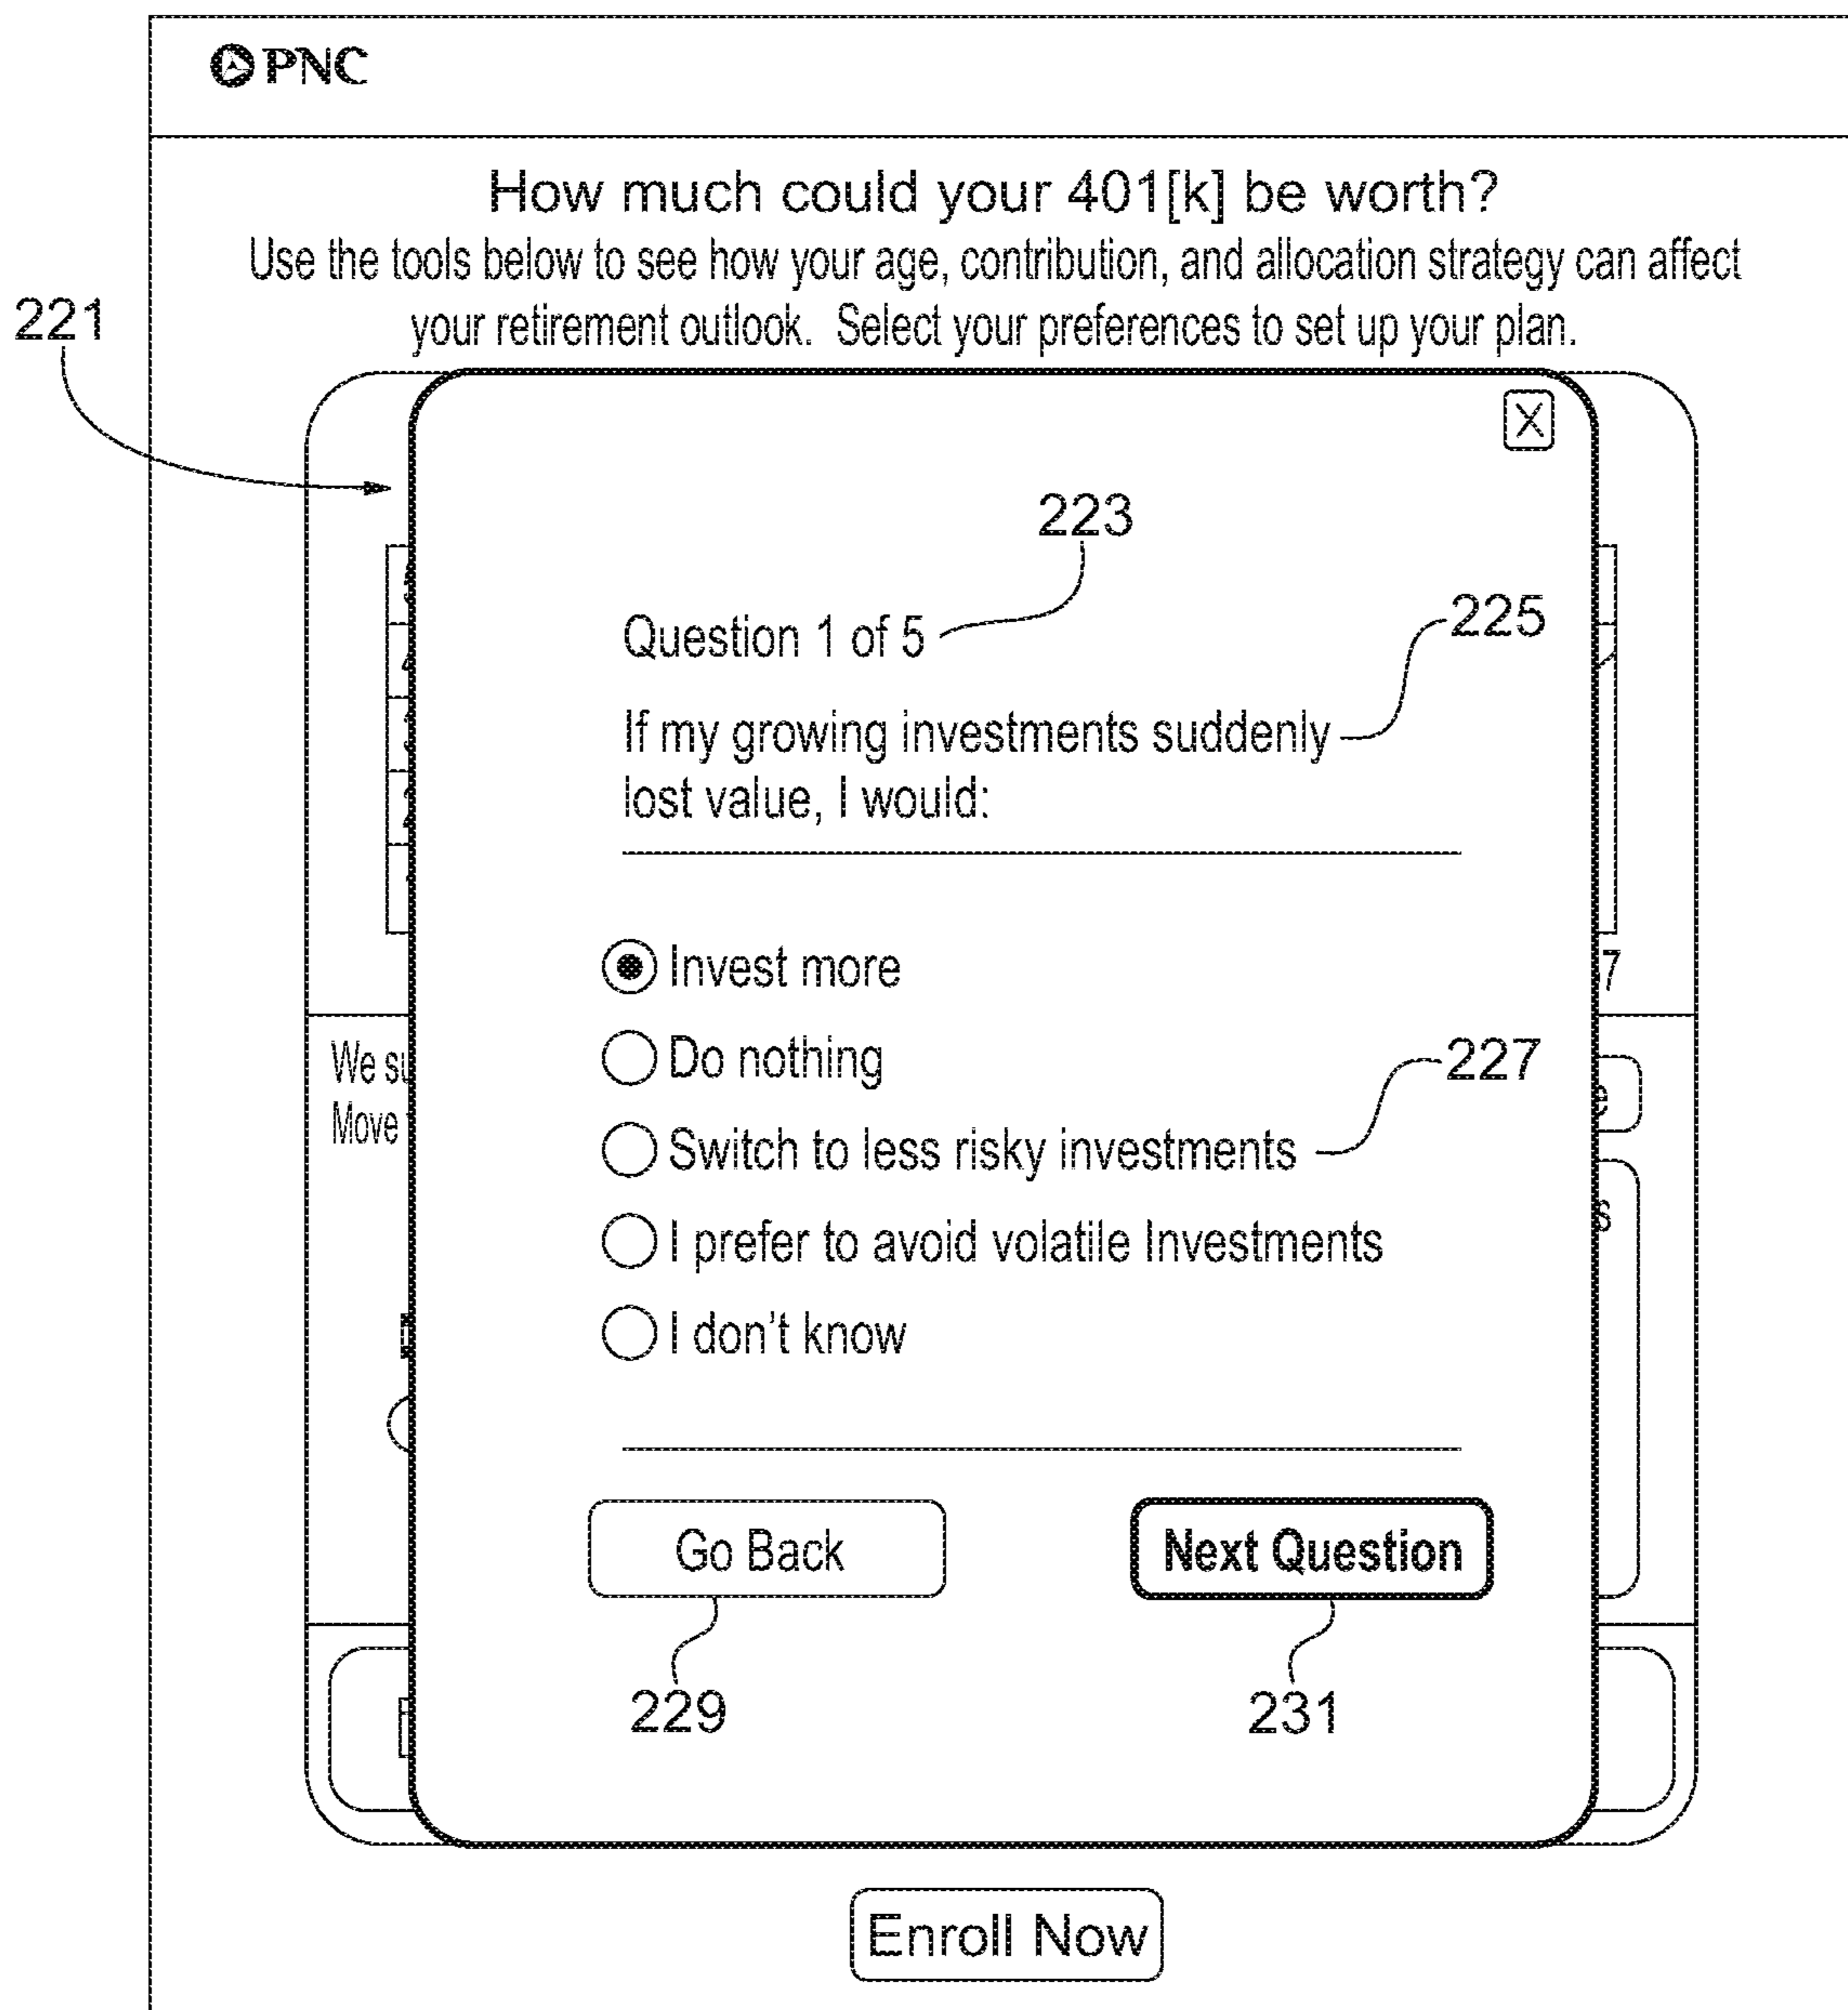 PNC
How much could your 401[k] be worth?
Use the tools below to see how your age, contribution, and allocation strategy can affect
your retirement outlook. Select your preferences to set up your plan.
221
X
223
Question 1 of 5
225
If my growing investments suddenly
lost value, I would:
Invest more
7
Do nothing
227
We
Switch to less risky investments
Move
I prefer to avoid volatile Investments
s
I don't know
Go Back
Next Question
229
231
Enroll Now